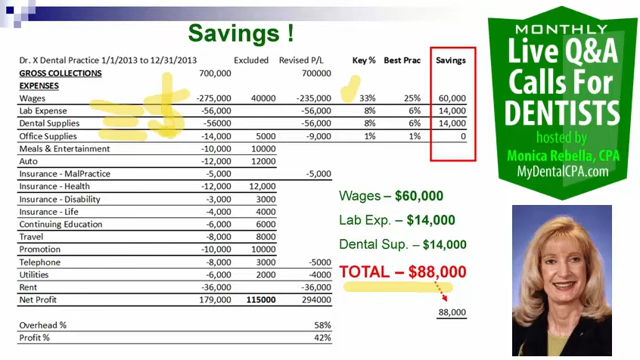 Savings !
Dr. X Dental Practice 1/1/2013 to 12/31/2013 Excluded Revised P/L Key % Best Prac Savings
GROSS COLLECTIONS 700,000 700000
EXPENSES
Wages -275,000 40000 -235,000 33% 25% 60,000
Lab Expense -56,000 -56,000 8% 6% 14,000
Dental Supplies -56000 -56,000 8% 6% 14,000
Office Supplies -14,000 5000 -9,000 1% 1% 0
Meals & Entertainment -10,000 10000
Auto -12,000 12000
Insurance - MalPractice -5,000 -5,000
Insurance - Health -12,000 12,000
Insurance - Disability -3,000 3000
Insurance - Life -4,000 4000
Continuing Education -6,000 6000
Travel -8,000 8000
Promotion -10,000 10000
Telephone -8,000 3000 -5000
Utilities -6,000 2000 -4000
Rent -36,000 -36,000
Net Profit 179,000 115000 294000
Overhead % 58%
Profit % 42%
Wages – $60,000
Lab Exp. – $14,000
Dental Sup. – $14,000
TOTAL – $88,000
88,000
MONTHLY
Live Q&A
Calls For
DENTISTS
hosted by
Monica Rebella, CPA
MyDentalCPA.com